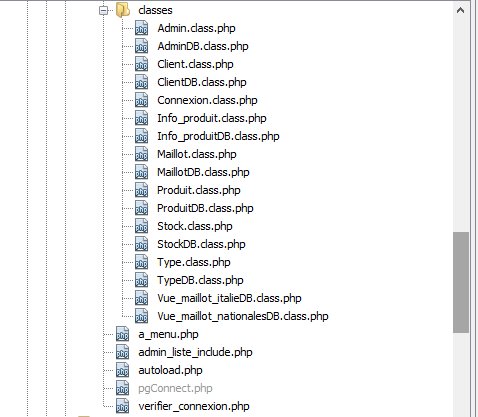 classes
Admin.class.php
AdminDB.class.php
Client.class.php
ClientDB.class.php
Connexion.class.php
Info_produit.class.php
Info_produitDB.class.php
Maillot.class.php
MaillotDB.class.php
Produit.class.php
ProduitDB.class.php
Stock.class.php
StockDB.class.php
Type.class.php
TypeDB.class.php
Vue_maillot_italieDB.class.php
Vue_maillot_nationalesDB.class.php
a_menu.php
admin_liste_include.php
autoload.php
pgConnect.php
verifier_connexion.php